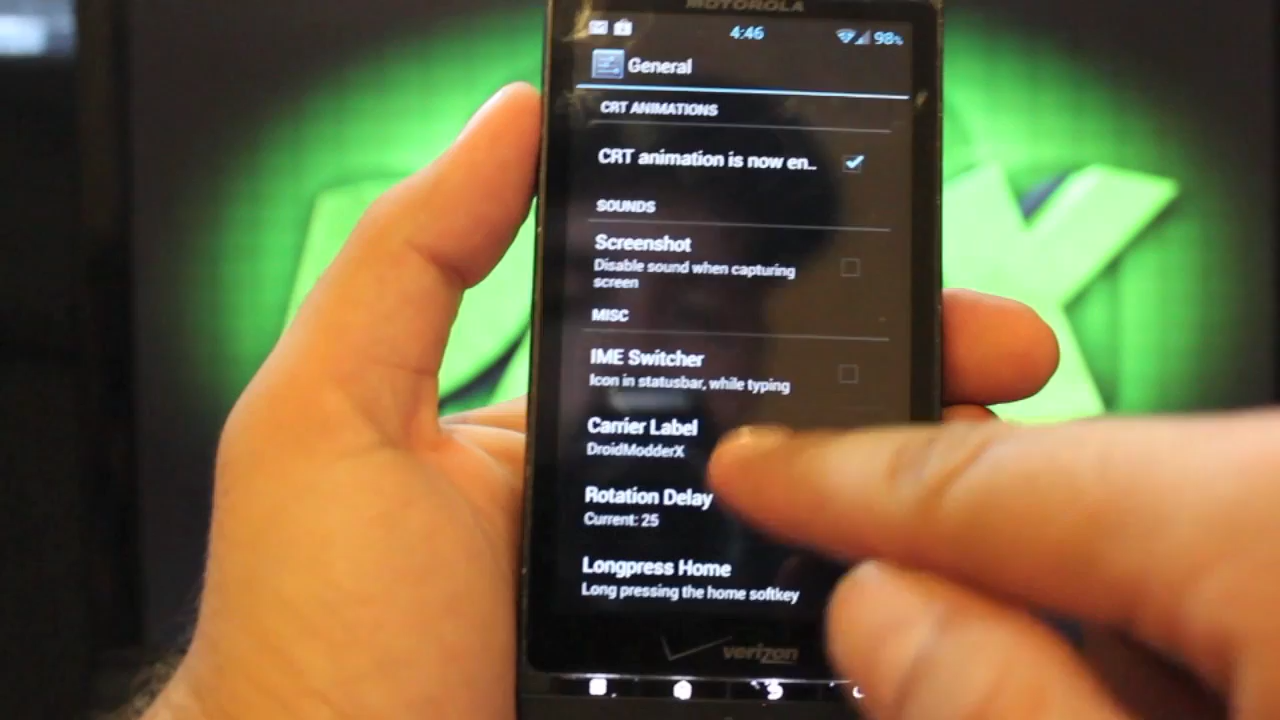 MOTOROLA
4:46
98%
General
CRT ANIMATIONS
CRT animation is now en..
SOUNDS
Screenshot
Disable sound when capturing
screen
MISC
IME Switcher
Icon in statusbar, while typing
Carrier Label
DroidModderX
Rotation Delay
Current: 25
Longpress Home
Long pressing the home softkey
verizon